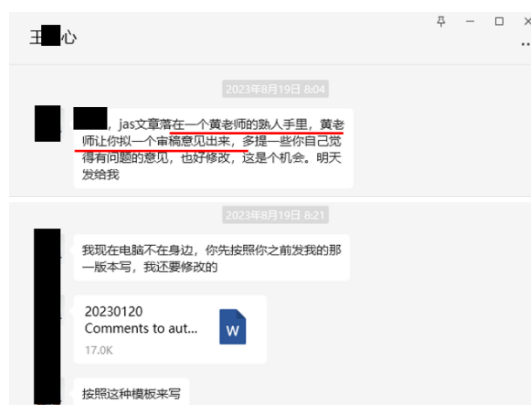 王心
2023年8月19日 8:04
，jas文章落在一个黄老师的熟人手里，黄老
师让你拟一个审稿意见出来，多提一些你自己觉
得有问题的意见，也好修改，这是个机会。明天
发给我
2023年8月19日 8:21
我现在电脑不在身边，你先按照你之前发我的那
一版本写，我还要修改的
20230120
Comments to aut...
W
17.0K
按照这种模板来写